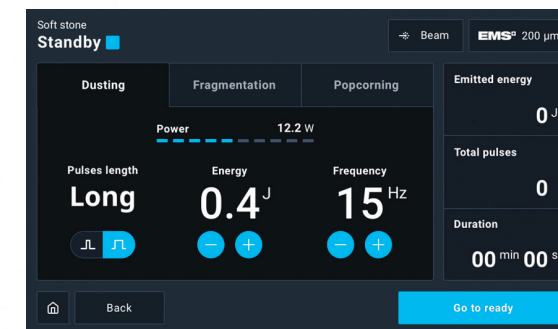 Soft stone
Standby
Beam
EMS 200 µm
Dusting
Fragmentation
Popcorning
Power 12.2 W
Pulses length
Long
Energy
0.4 J
Frequency
15 Hz
Emitted energy
0 J
Total pulses
0
Duration
00 min 00 s
Back
Go to ready